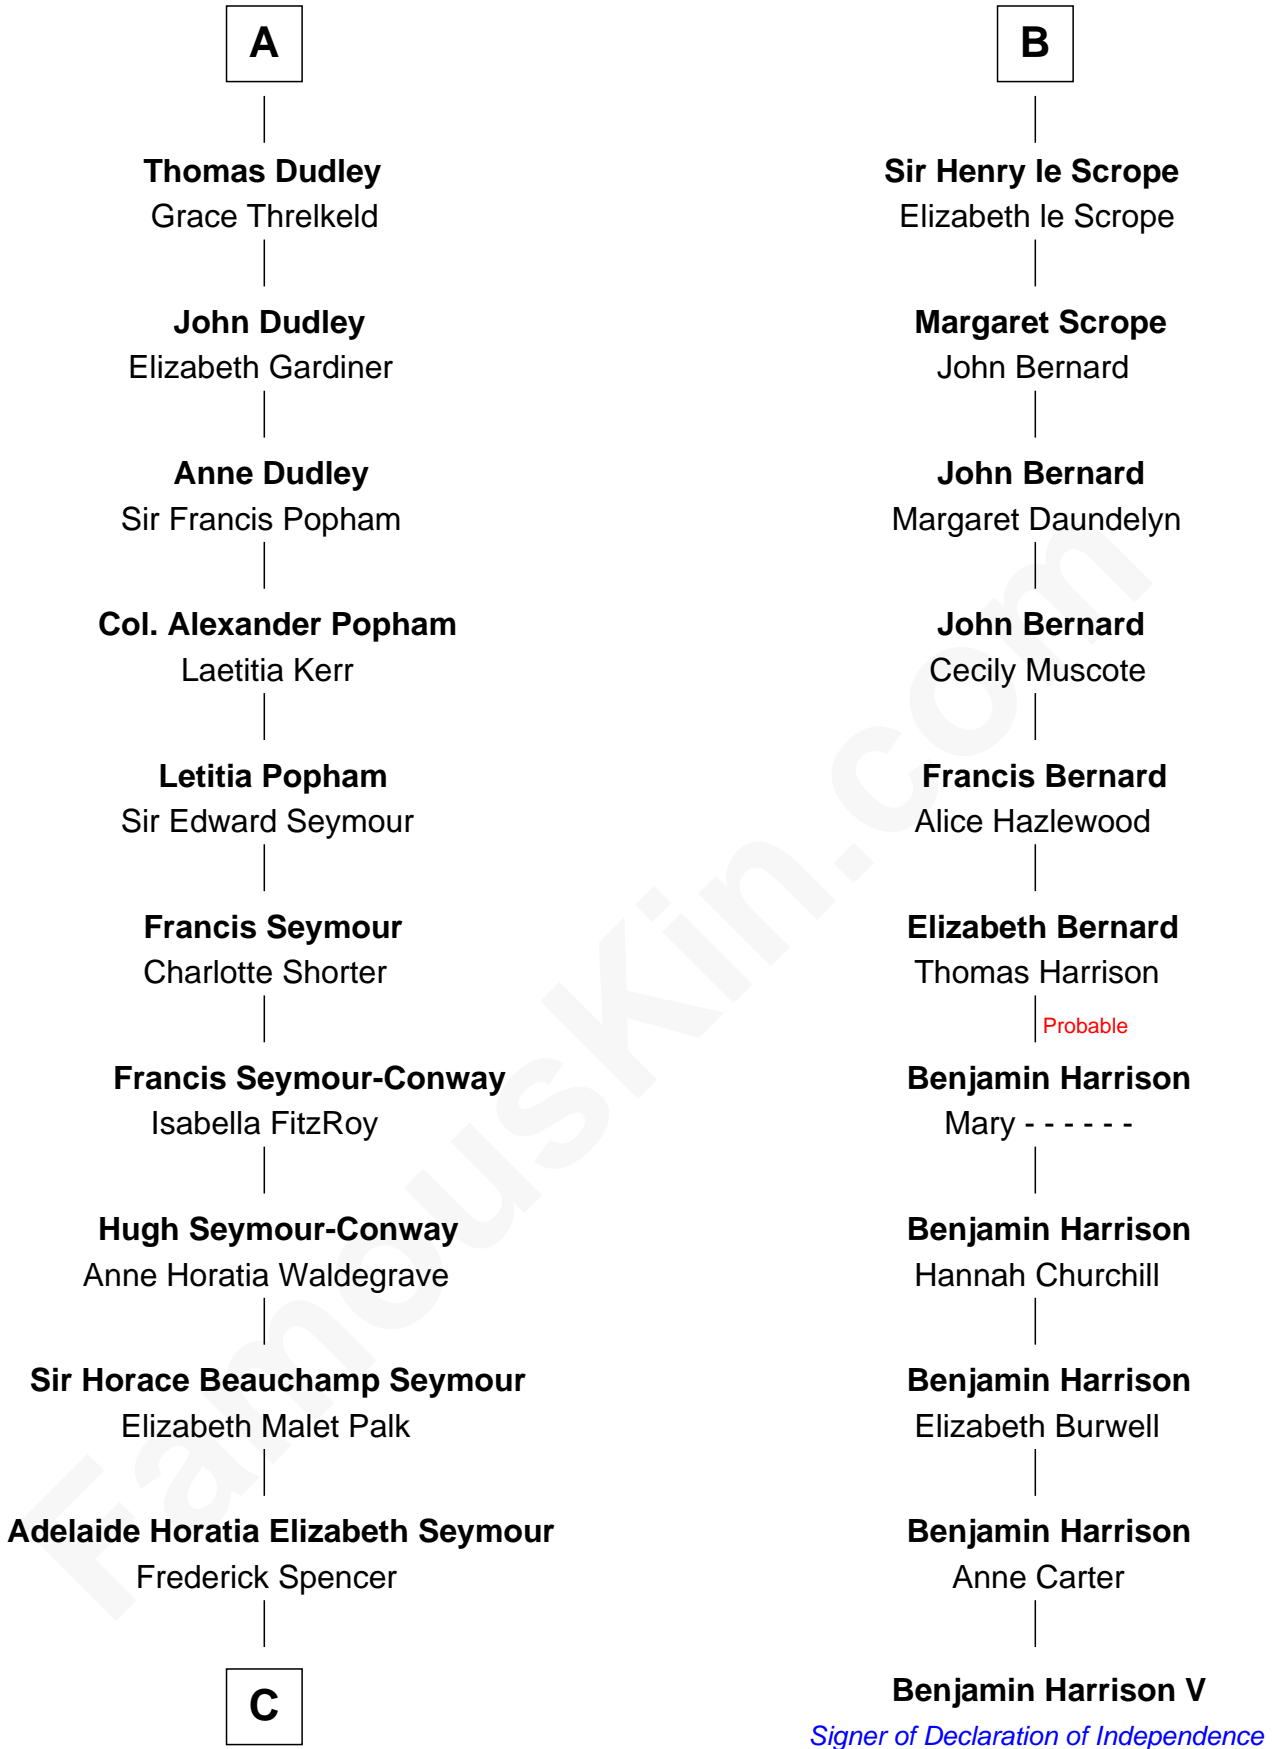 A
Thomas Dudley
Grace Threlkeld
John Dudley
Elizabeth Gardiner
Anne Dudley
Sir Francis Popham
Col. Alexander Popham
Laetitia Kerr
Letitia Popham
Sir Edward Seymour
Francis Seymour
Charlotte Shorter
Francis Seymour-Conway
Isabella FitzRoy
Hugh Seymour-Conway
Anne Horatia Waldegrave
Sir Horace Beauchamp Seymour
Elizabeth Malet Palk
Adelaide Horatia Elizabeth Seymour
Frederick Spencer
C
B
Sir Henry le Scrope
Elizabeth le Scrope
Margaret Scrope
John Bernard
John Bernard
Margaret Daundelyn
John Bernard
Cecily Muscote
Francis Bernard
Alice Hazlewood
Elizabeth Bernard
Thomas Harrison
Probable
Benjamin Harrison
Mary - - - - - -
Benjamin Harrison
Hannah Churchill
Benjamin Harrison
Elizabeth Burwell
Benjamin Harrison
Anne Carter
Benjamin Harrison V
Signer of Declaration of Independence
FamousKin.com